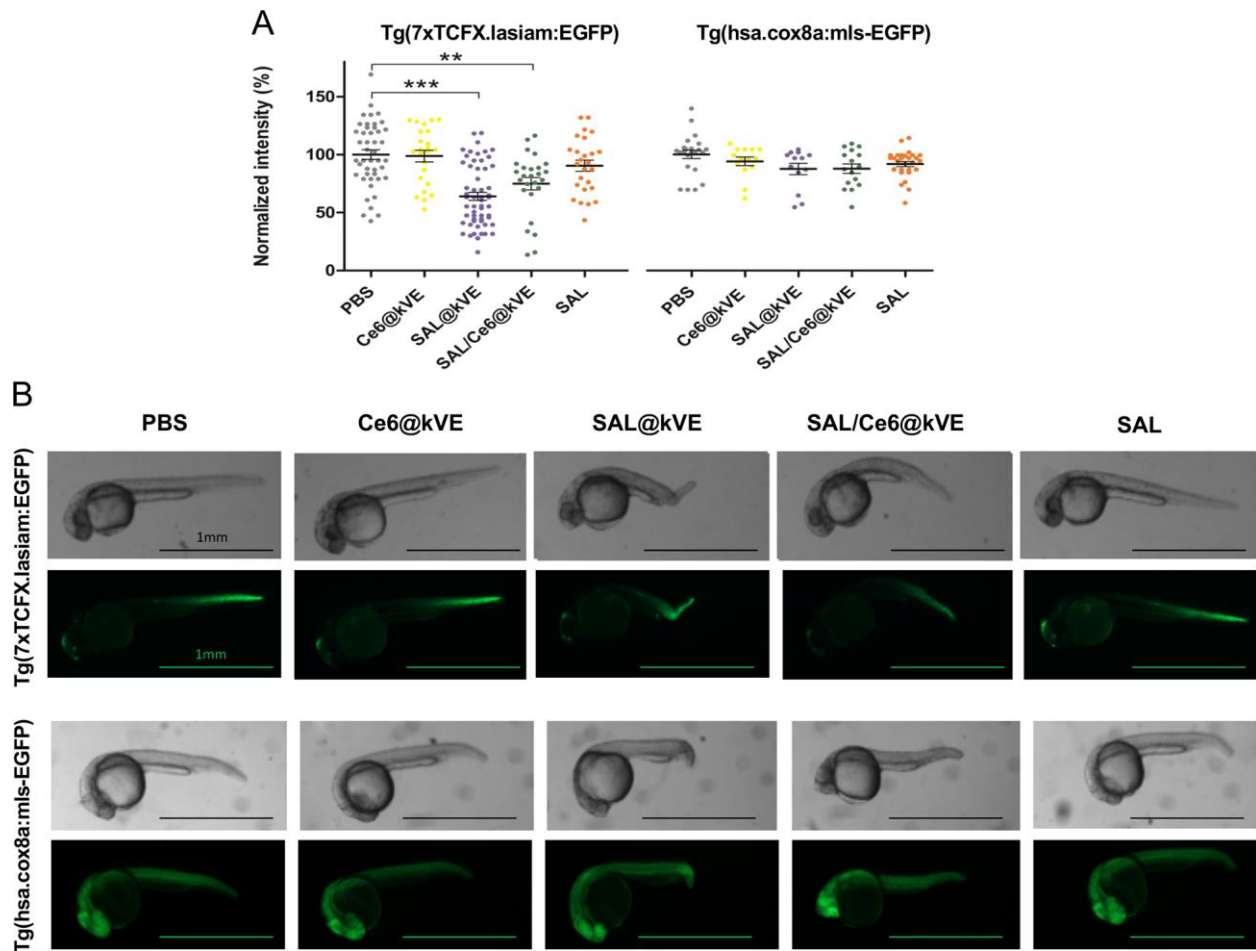 A
Tg(7xTCFX.lasiam:EGFP)
Tg(hsa.cox8a:mls-EGFP)
Normalized intensity (%)
150
100
50
0
**
***
PBS
Ce6@kVE
SAL@kVE
SAL/Ce6@kVE
SAL
PBS
Ce6@kVE
SAL@kVE
SAL/Ce6@kVE
SAL
B
PBS
Ce6@kVE
SAL@kVE
SAL/Ce6@kVE
SAL
Tg(7xTCFX.lasiam:EGFP)
1mm
1mm
Tg(hsa.cox8a:mls-EGFP)